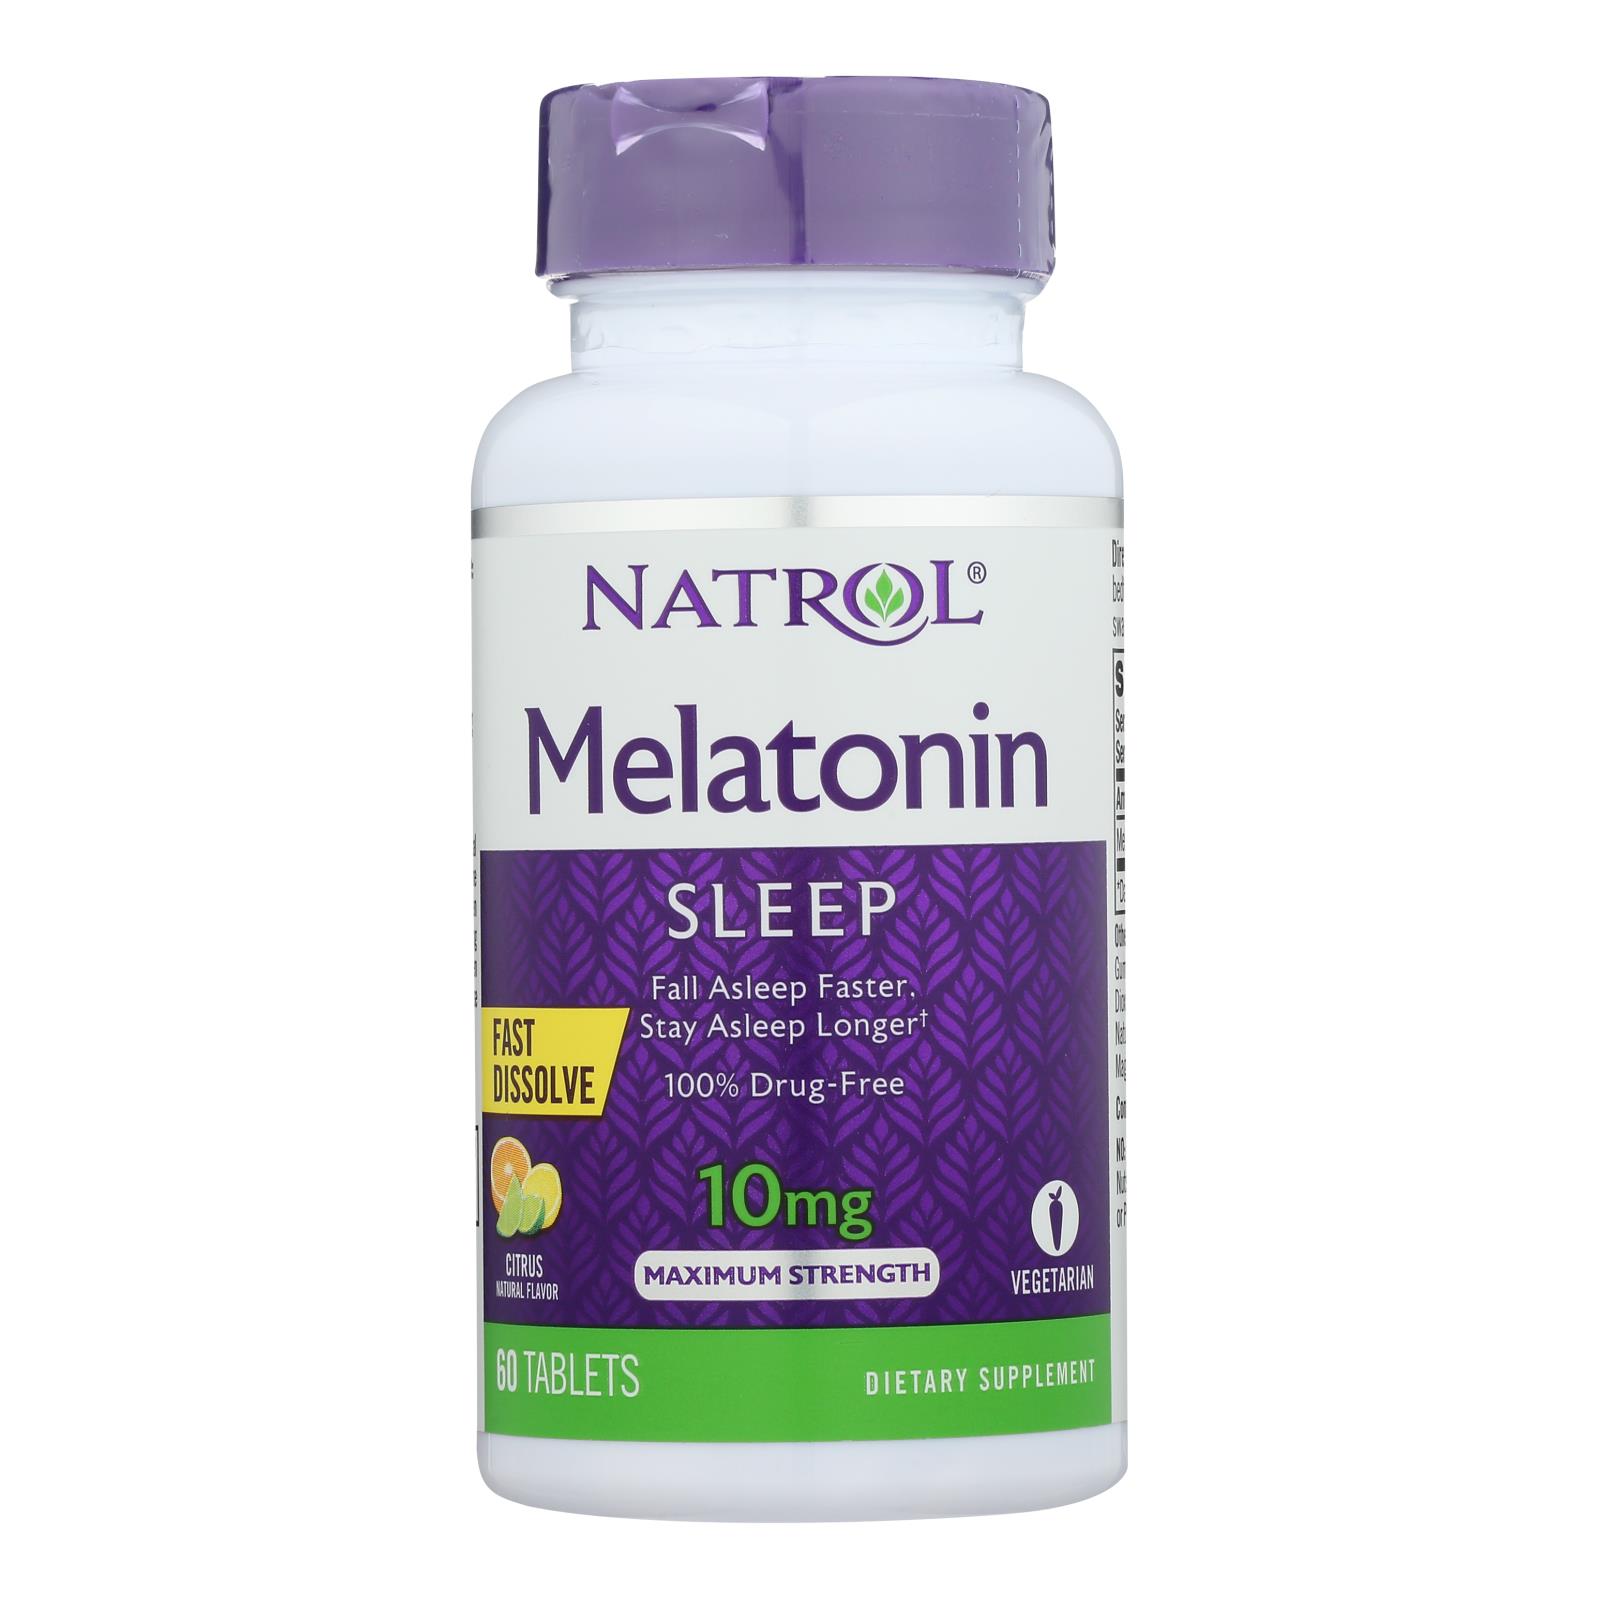 NATROL®
Melatonin
SLEEP
Fall Asleep Faster,
Stay Asleep Longer†
100% Drug-Free
FAST
DISSOLVE
10mg
MAXIMUM STRENGTH
CITRUS
NATURAL FLAVOR
VEGETARIAN
60 TABLETS
DIETARY SUPPLEMENT